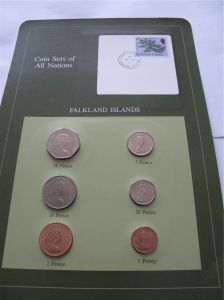 Coin Sets of
All Nations
FALKLAND ISLANDS
50 Pence
5 Pence
10 Pence
20 Pence
2 Pence
1 Penny